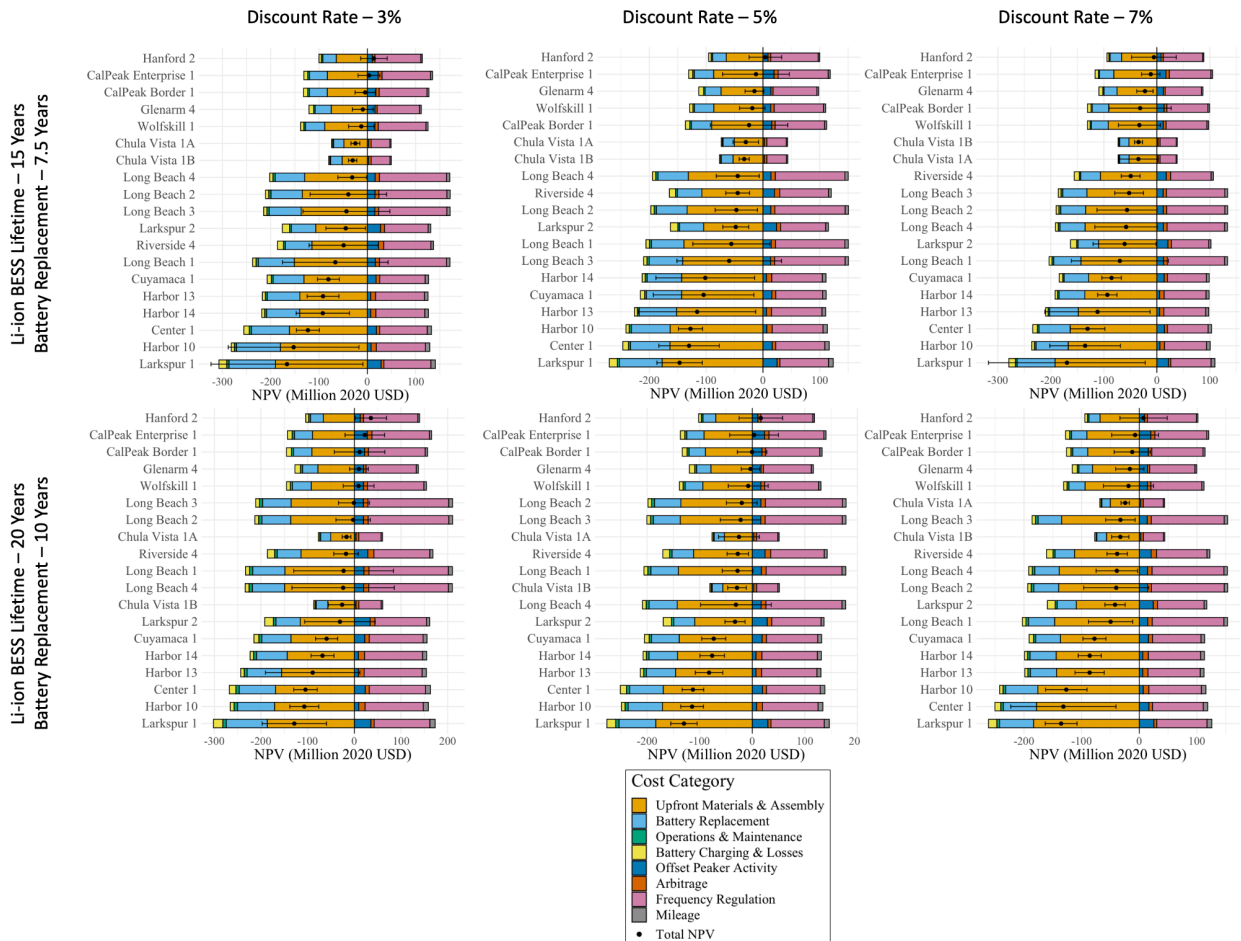 Discount Rate – 3%
Discount Rate – 5%
Discount Rate – 7%
Li-ion BESS Lifetime – 15 Years
Battery Replacement – 7.5 Years
Hanford 2
CalPeak Enterprise 1
CalPeak Border 1
Glenarm 4
Wolfskill 1
Chula Vista 1A
Chula Vista 1B
Long Beach 4
Long Beach 2
Long Beach 3
Larkspur 2
Riverside 4
Long Beach 1
Cuyamaca 1
Harbor 13
Harbor 14
Center 1
Harbor 10
Larkspur 1
-300 -200 -100 0 100
NPV (Million 2020 USD)
Hanford 2
CalPeak Enterprise 1
Glenarm 4
Wolfskill 1
CalPeak Border 1
Chula Vista 1A
Chula Vista 1B
Long Beach 4
Riverside 4
Long Beach 2
Larkspur 2
Long Beach 1
Long Beach 3
Harbor 14
Cuyamaca 1
Harbor 13
Harbor 10
Center 1
Larkspur 1
-200 -100 0 100
NPV (Million 2020 USD)
Hanford 2
CalPeak Enterprise 1
Glenarm 4
CalPeak Border 1
Wolfskill 1
Chula Vista 1B
Chula Vista 1A
Riverside 4
Long Beach 3
Long Beach 2
Long Beach 4
Larkspur 2
Long Beach 1
Cuyamaca 1
Harbor 14
Harbor 13
Center 1
Harbor 10
Larkspur 1
-300 -200 -100 0 100
NPV (Million 2020 USD)
Li-ion BESS Lifetime – 20 Years
Battery Replacement – 10 Years
Hanford 2
CalPeak Enterprise 1
CalPeak Border 1
Glenarm 4
Wolfskill 1
Long Beach 3
Long Beach 2
Chula Vista 1A
Riverside 4
Long Beach 1
Long Beach 4
Chula Vista 1B
Larkspur 2
Cuyamaca 1
Harbor 14
Harbor 13
Center 1
Harbor 10
Larkspur 1
-300 -200 -100 0 100 200
NPV (Million 2020 USD)
Hanford 2
CalPeak Enterprise 1
CalPeak Border 1
Glenarm 4
Wolfskill 1
Long Beach 2
Long Beach 3
Chula Vista 1A
Riverside 4
Long Beach 1
Chula Vista 1B
Long Beach 4
Larkspur 2
Cuyamaca 1
Harbor 14
Harbor 13
Center 1
Harbor 10
Larkspur 1
-200 -100 0 100 20
NPV (Million 2020 USD)
Hanford 2
CalPeak Enterprise 1
CalPeak Border 1
Glenarm 4
Wolfskill 1
Chula Vista 1A
Long Beach 3
Chula Vista 1B
Riverside 4
Long Beach 4
Long Beach 2
Larkspur 2
Long Beach 1
Cuyamaca 1
Harbor 14
Harbor 13
Harbor 10
Center 1
Larkspur 1
-200 -100 0 100
NPV (Million 2020 USD)
Cost Category
Upfront Materials & Assembly
Battery Replacement
Operations & Maintenance
Battery Charging & Losses
Offset Peaker Activity
Arbitrage
Frequency Regulation
Mileage
Total NPV